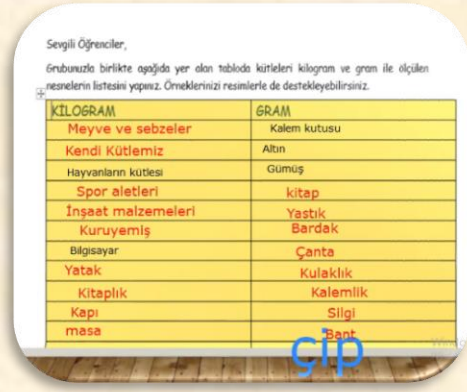 Sevgili Öğrenciler,
Grubunuzla birlikte aşağıda yer alan tabloda kütleleri kilogram ve gram ile ölçülen
nesnelerin listesini yapınız. Örneklerinizi resimlerle de destekleyebilirsiniz.
KİLOGRAM GRAM
Meyve ve sebzeler Kalem kutusu
Kendi Kütlemiz Altın
Hayvanların kütlesi Gümüş
Spor aletleri kitap
İnşaat malzemeleri Yastık
Kuruyemiş Bardak
Bilgisayar Çanta
Yatak Kulaklık
Kitaplık Kalemlik
Kapı Silgi
masa Bant
çip